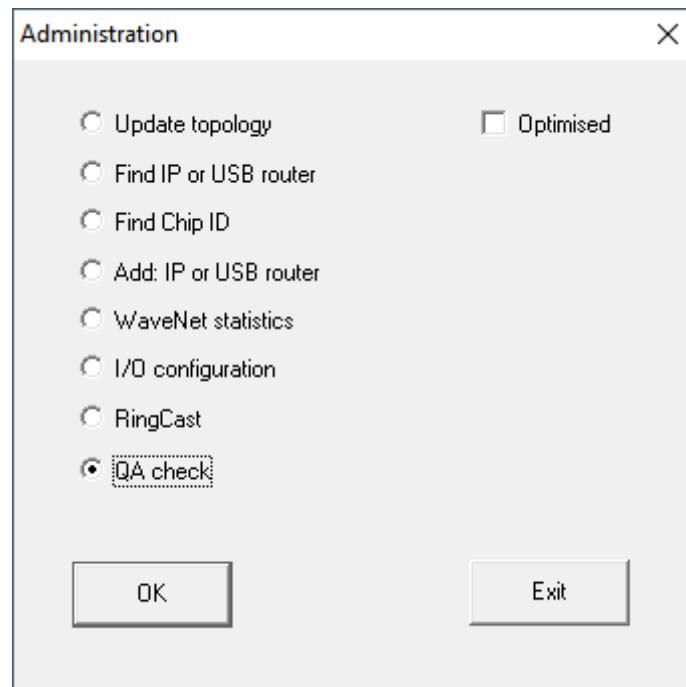 Administration
Update topology
Optimised
Find IP or USB router
Find Chip ID
Add: IP or USB router
WaveNet statistics
I/O configuration
RingCast
QA check
OK
Exit